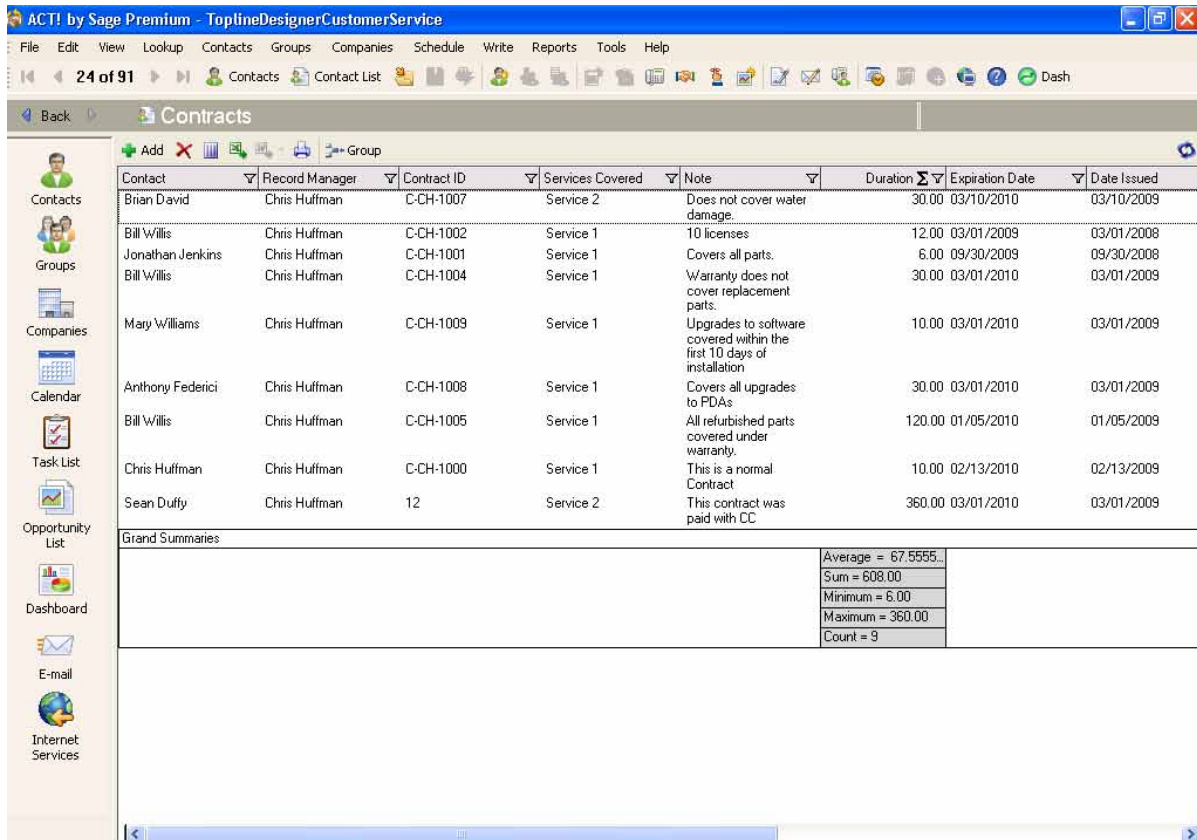 ACT! by Sage Premium - ToplineDesignerCustomerService
File Edit View Lookup Contacts Groups Companies Schedule Write Reports Tools Help
24 of 91 Contacts Contact List Dash
Back Contracts
Add Group
Contact Record Manager Contract ID Services Covered Note Duration Σ Expiration Date Date Issued
Brian David Chris Huffman C-CH-1007 Service 2 Does not cover water 30.00 03/10/2010 03/10/2009
damage.
Bill Willis Chris Huffman C-CH-1002 Service 1 10 licenses 12.00 03/01/2009 03/01/2008
Jonathan Jenkins Chris Huffman C-CH-1001 Service 1 Covers all parts. 6.00 09/30/2009 09/30/2008
Bill Willis Chris Huffman C-CH-1004 Service 1 Warranty does not 30.00 03/01/2010 03/01/2009
cover replacement
parts.
Mary Williams Chris Huffman C-CH-1009 Service 1 Upgrades to software 10.00 03/01/2010 03/01/2009
covered within the
first 10 days of
installation
Anthony Federici Chris Huffman C-CH-1008 Service 1 Covers all upgrades 30.00 03/01/2010 03/01/2009
to PDAs
Bill Willis Chris Huffman C-CH-1005 Service 1 All refurbished parts 120.00 01/05/2010 01/05/2009
covered under
warranty.
Chris Huffman Chris Huffman C-CH-1000 Service 1 This is a normal 10.00 02/13/2010 02/13/2009
Contract
Sean Duffy Chris Huffman 12 Service 2 This contract was 360.00 03/01/2010 03/01/2009
paid with CC
Grand Summaries
Average = 67.5555...
Sum = 608.00
Minimum = 6.00
Maximum = 360.00
Count = 9
Contacts
Groups
Companies
Calendar
Task List
Opportunity
List
Dashboard
E-mail
Internet
Services